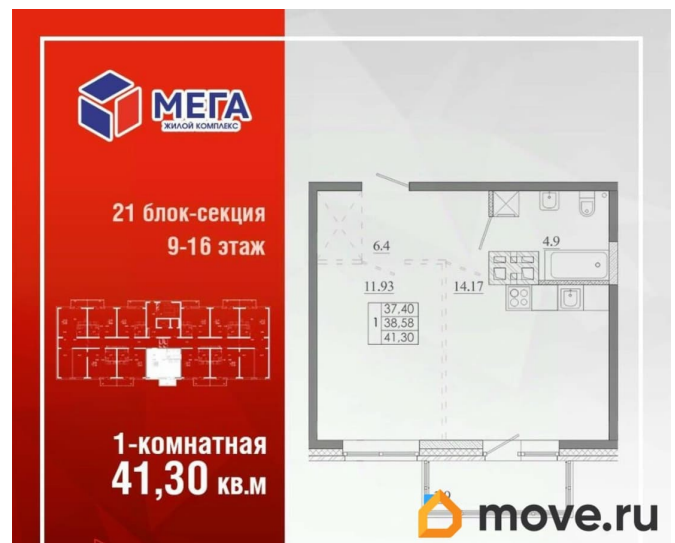 МЕГА
ЖИЛОЙ КОМПЛЕКС
21 блок-секция
9-16 этаж
1-комнатная
41,30 кв.м
6.4
4.9
11.93
14.17
37,40
1 38,58
41,30
move.ru